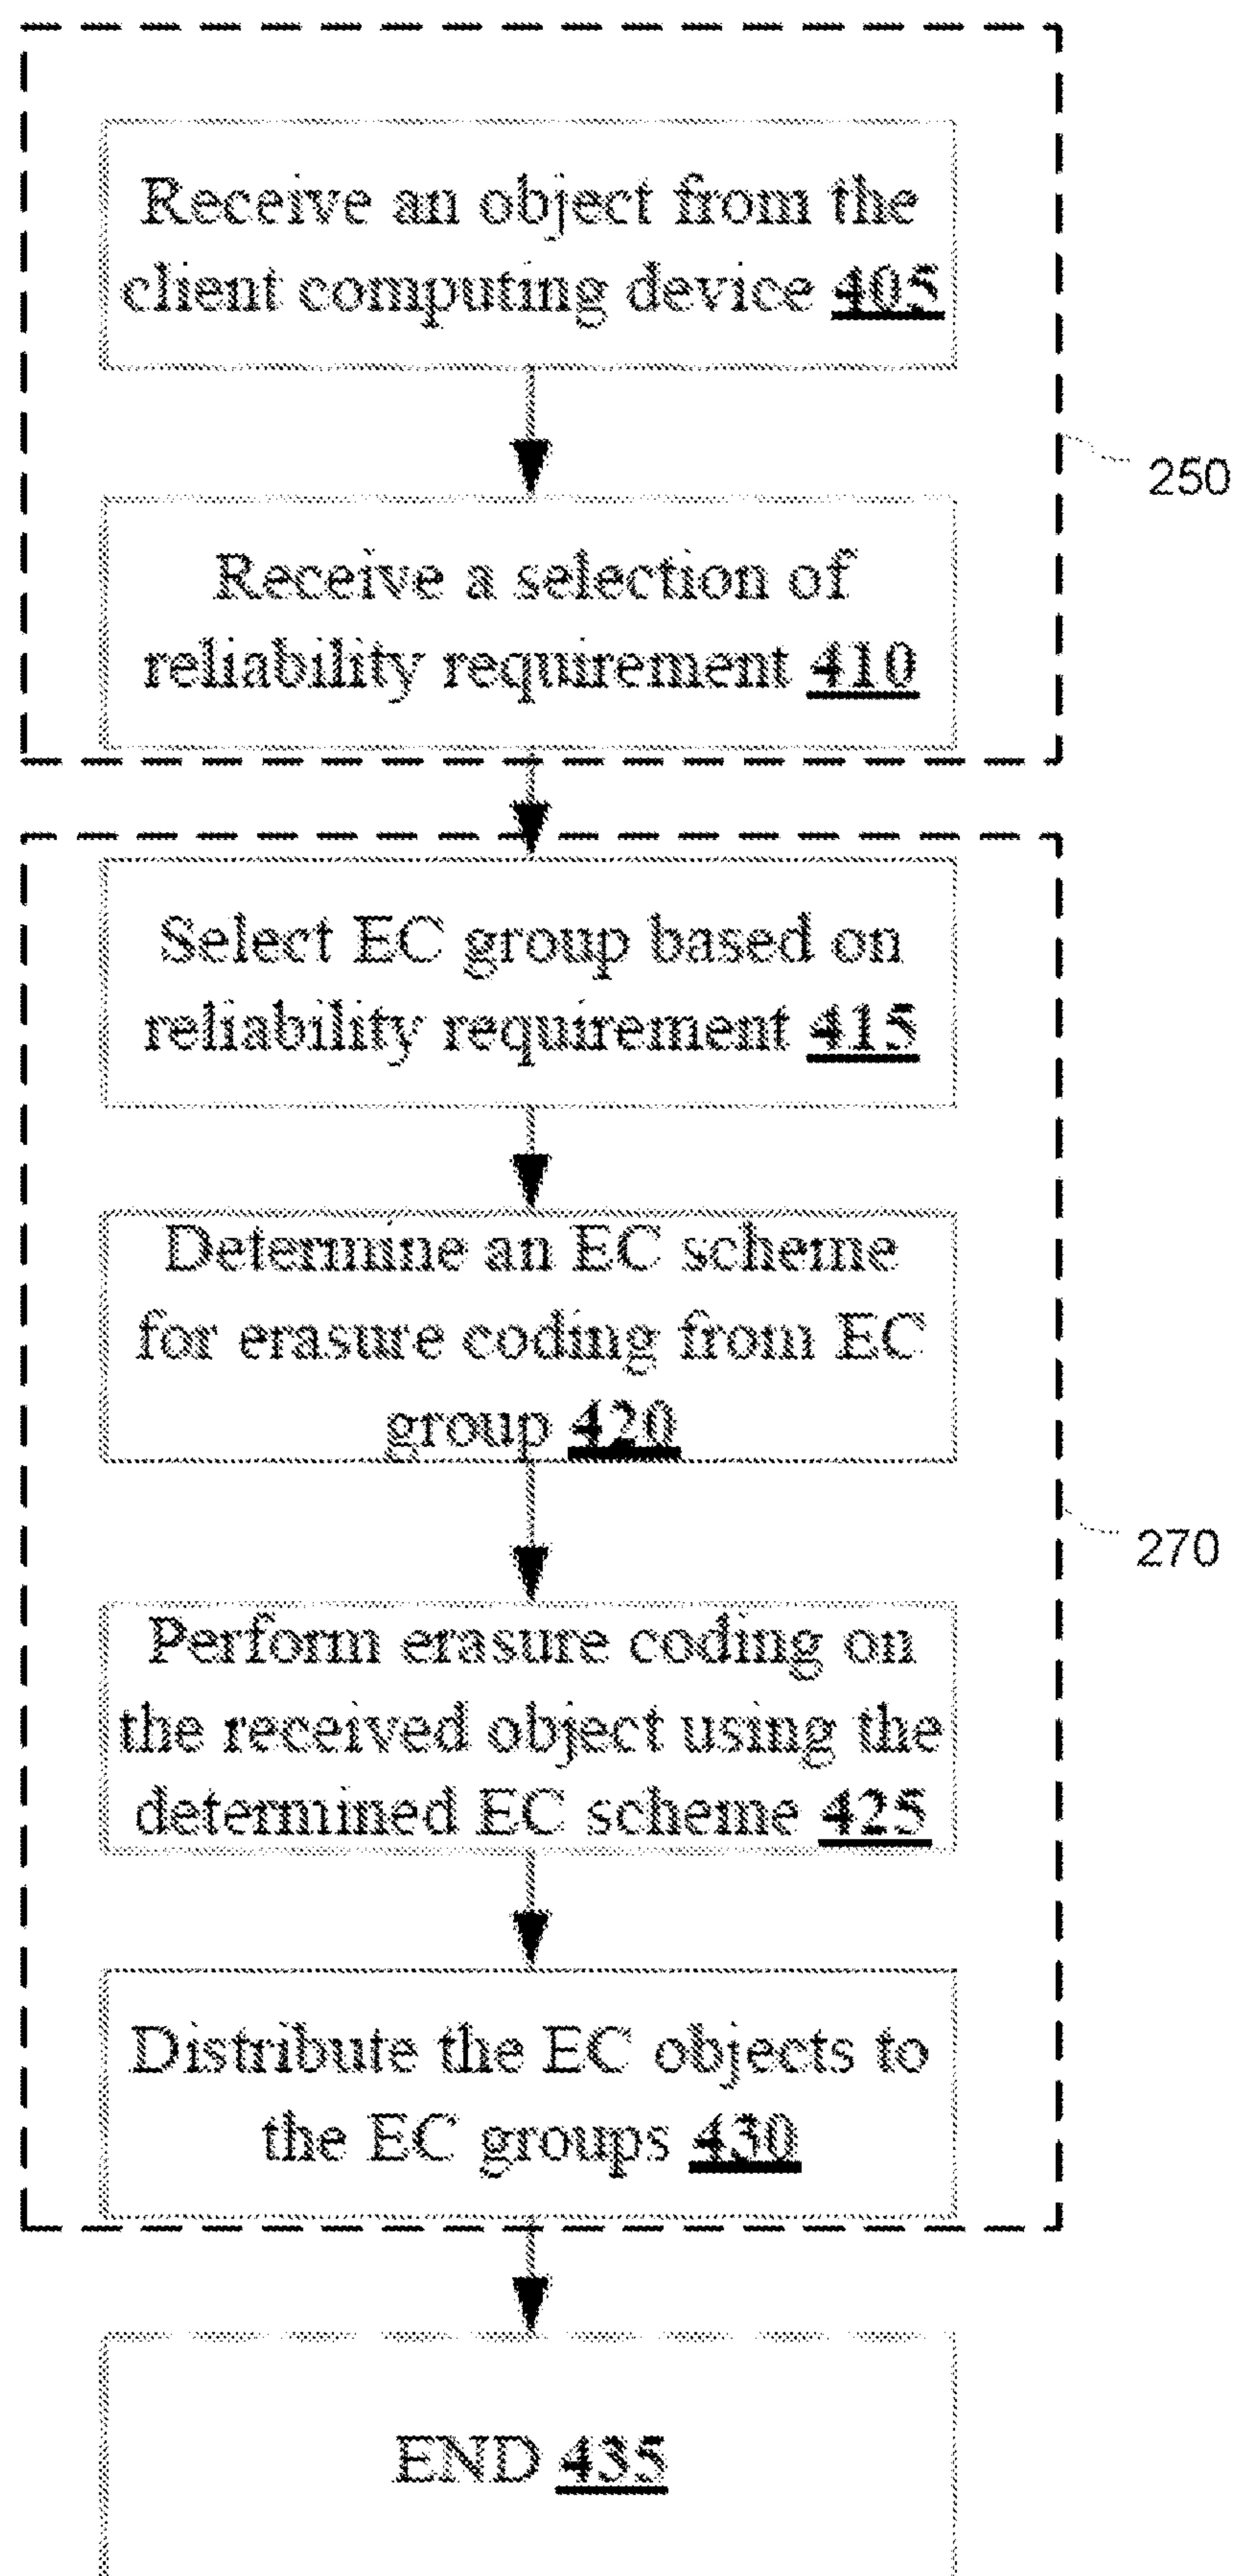 Receive an object from the
client computing device 405
250
Receive a selection of
reliability requirement 410
Select EC group based on
reliability requirement 415
Determine an EC scheme
for erasure coding from EC
group 420
270
Perform erasure coding on
the received object using the
determined EC scheme 425
Distribute the EC objects to
the EC groups 430
END 435